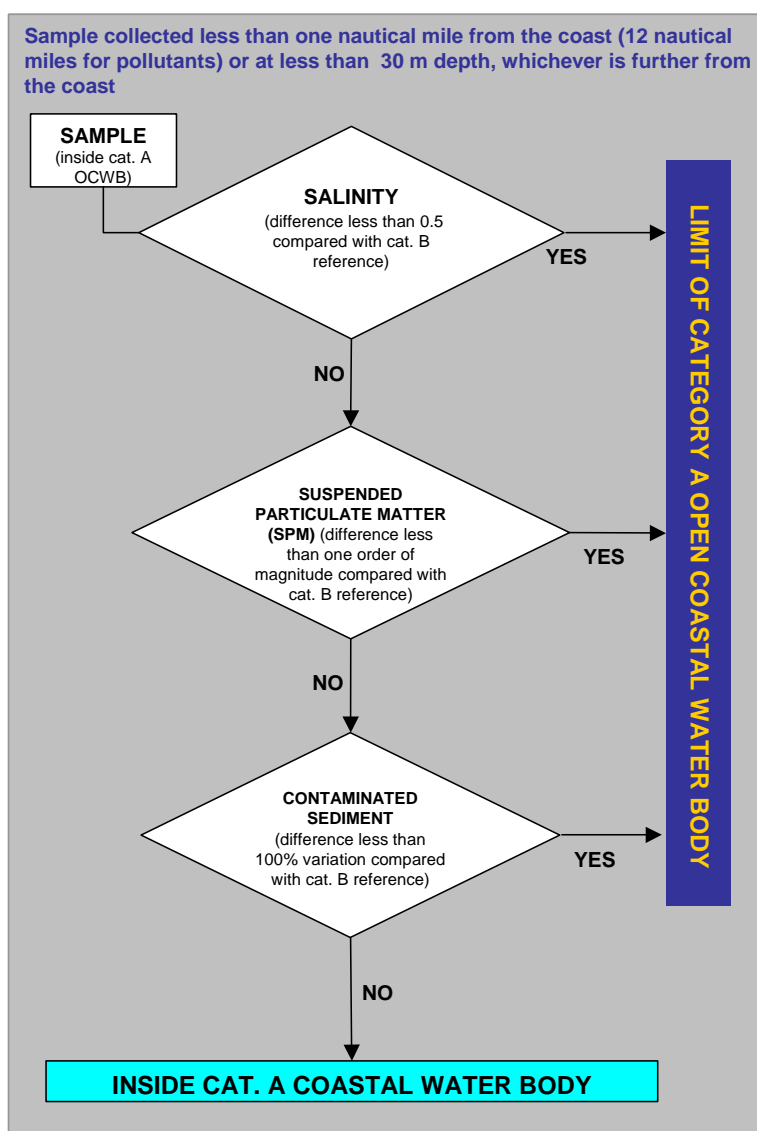 Sample collected less than one nautical mile from the coast (12 nautical
miles for pollutants) or at less than 30 m depth, whichever is further from
the coast
SAMPLE
(inside cat. A
OCWB)
SALINITY
(difference less than 0.5
compared with cat. B
reference)
YES
NO
SUSPENDED
PARTICULATE MATTER
(SPM) (difference less
than one order of
magnitude compared with
cat. B reference)
YES
NO
CONTAMINATED
SEDIMENT
(difference less than
100% variation compared
with cat. B reference)
YES
NO
LIMIT OF CATEGORY A OPEN COASTAL WATER BODY
INSIDE CAT. A COASTAL WATER BODY